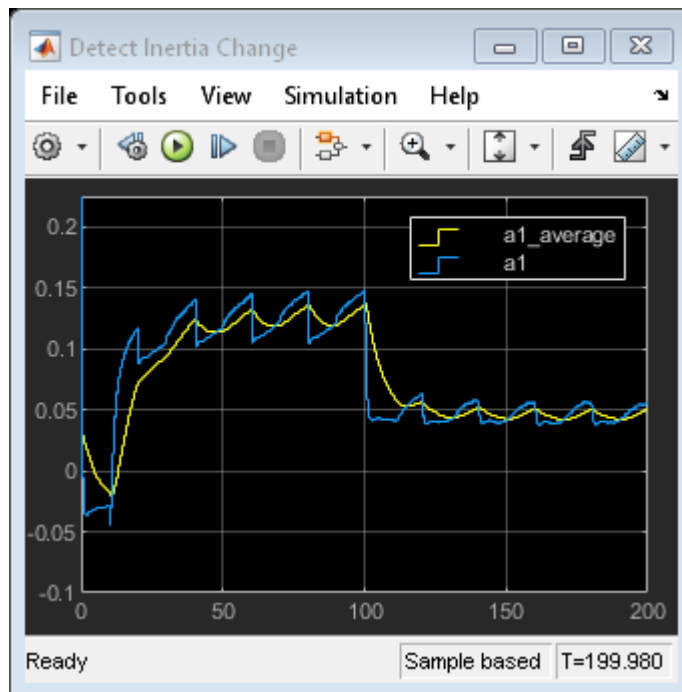 Detect Inertia Change
File Tools View Simulation Help
a1_average
a1
0.2
0.15
0.1
0.05
0
-0.05
-0.1
0 50 100 150 200
Ready Sample based T=199.980